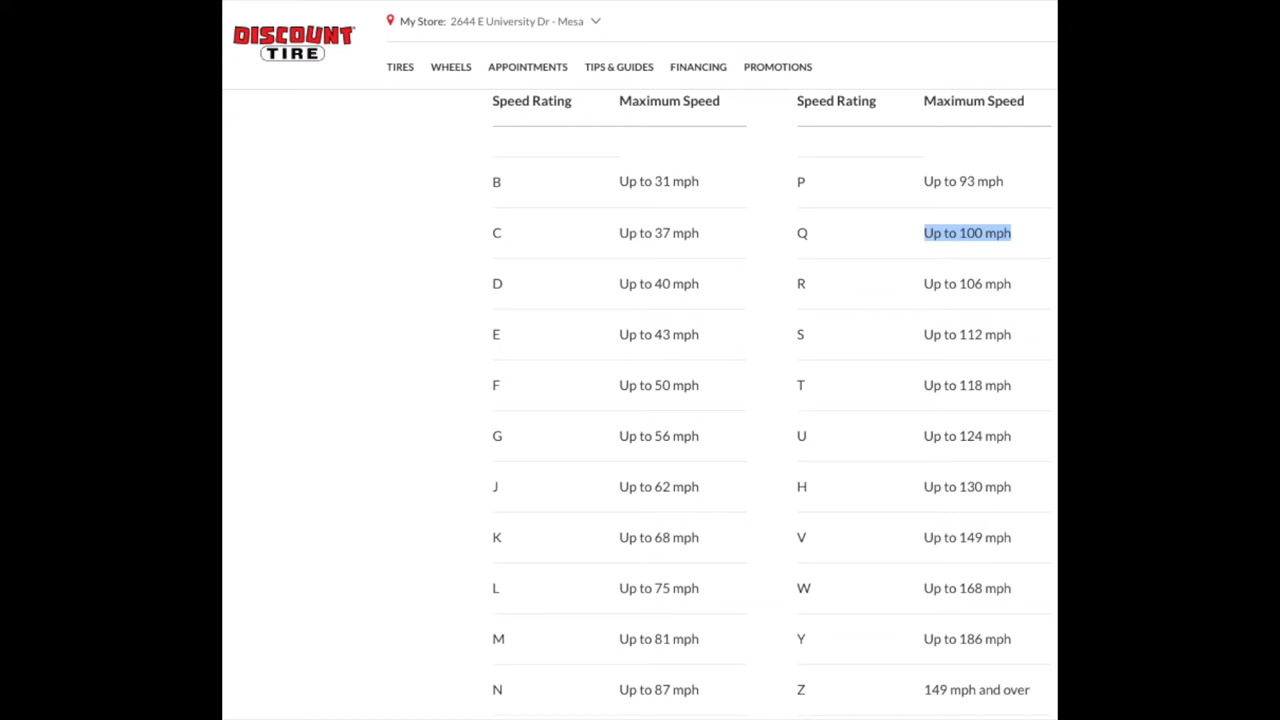 My Store: 2644 E University Dr - Mesa
DISCOUNT
TIRE
TIRES WHEELS APPOINTMENTS TIPS & GUIDES FINANCING PROMOTIONS
Speed Rating Maximum Speed Speed Rating Maximum Speed
B Up to 31 mph P Up to 93 mph
C Up to 37 mph Q Up to 100 mph
D Up to 40 mph R Up to 106 mph
E Up to 43 mph S Up to 112 mph
F Up to 50 mph T Up to 118 mph
G Up to 56 mph U Up to 124 mph
J Up to 62 mph H Up to 130 mph
K Up to 68 mph V Up to 149 mph
L Up to 75 mph W Up to 168 mph
M Up to 81 mph Y Up to 186 mph
N Up to 87 mph Z 149 mph and over